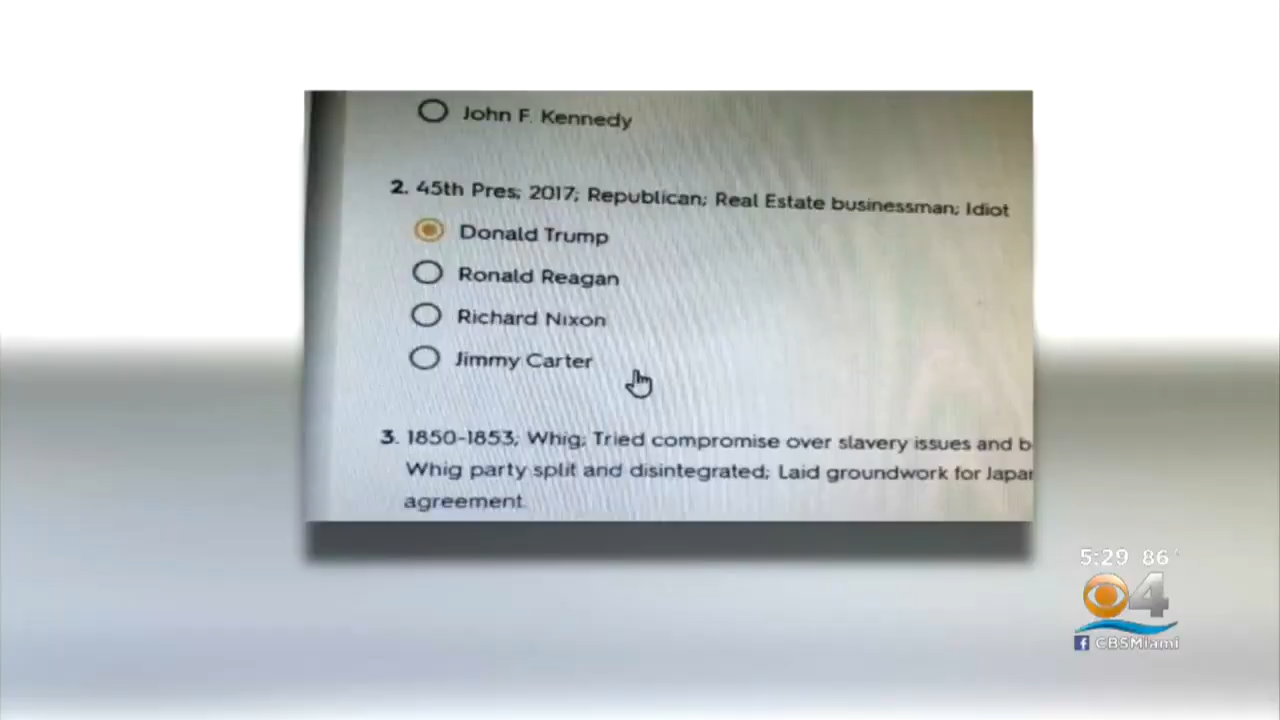 John F. Kennedy
2. 45th Pres; 2017; Republican; Real Estate businessman; Idiot
Donald Trump
Ronald Reagan
Richard Nixon
Jimmy Carter
3. 1850-1853; Whig; Tried compromise over slavery issues and b
Whig party split and disintegrated; Laid groundwork for Japan
agreement.
5:29 86°
4
CBSMiami